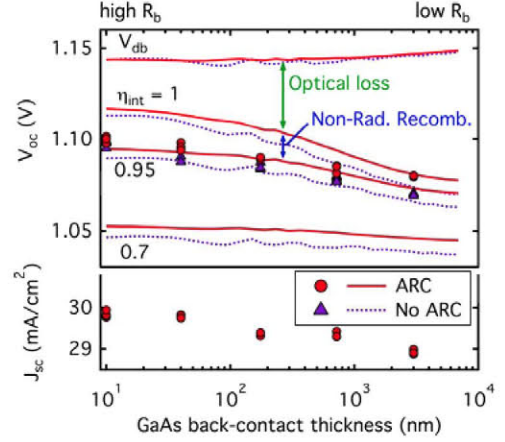 high R_b low R_b
1.15
V_db
Optical loss
η_int = 1
Non-Rad. Recomb.
V_oc (V)
1.10
0.95
1.05
0.7
ARC
No ARC
J_sc (mA/cm²)
30
29
10¹ 10² 10³ 10⁴
GaAs back-contact thickness (nm)